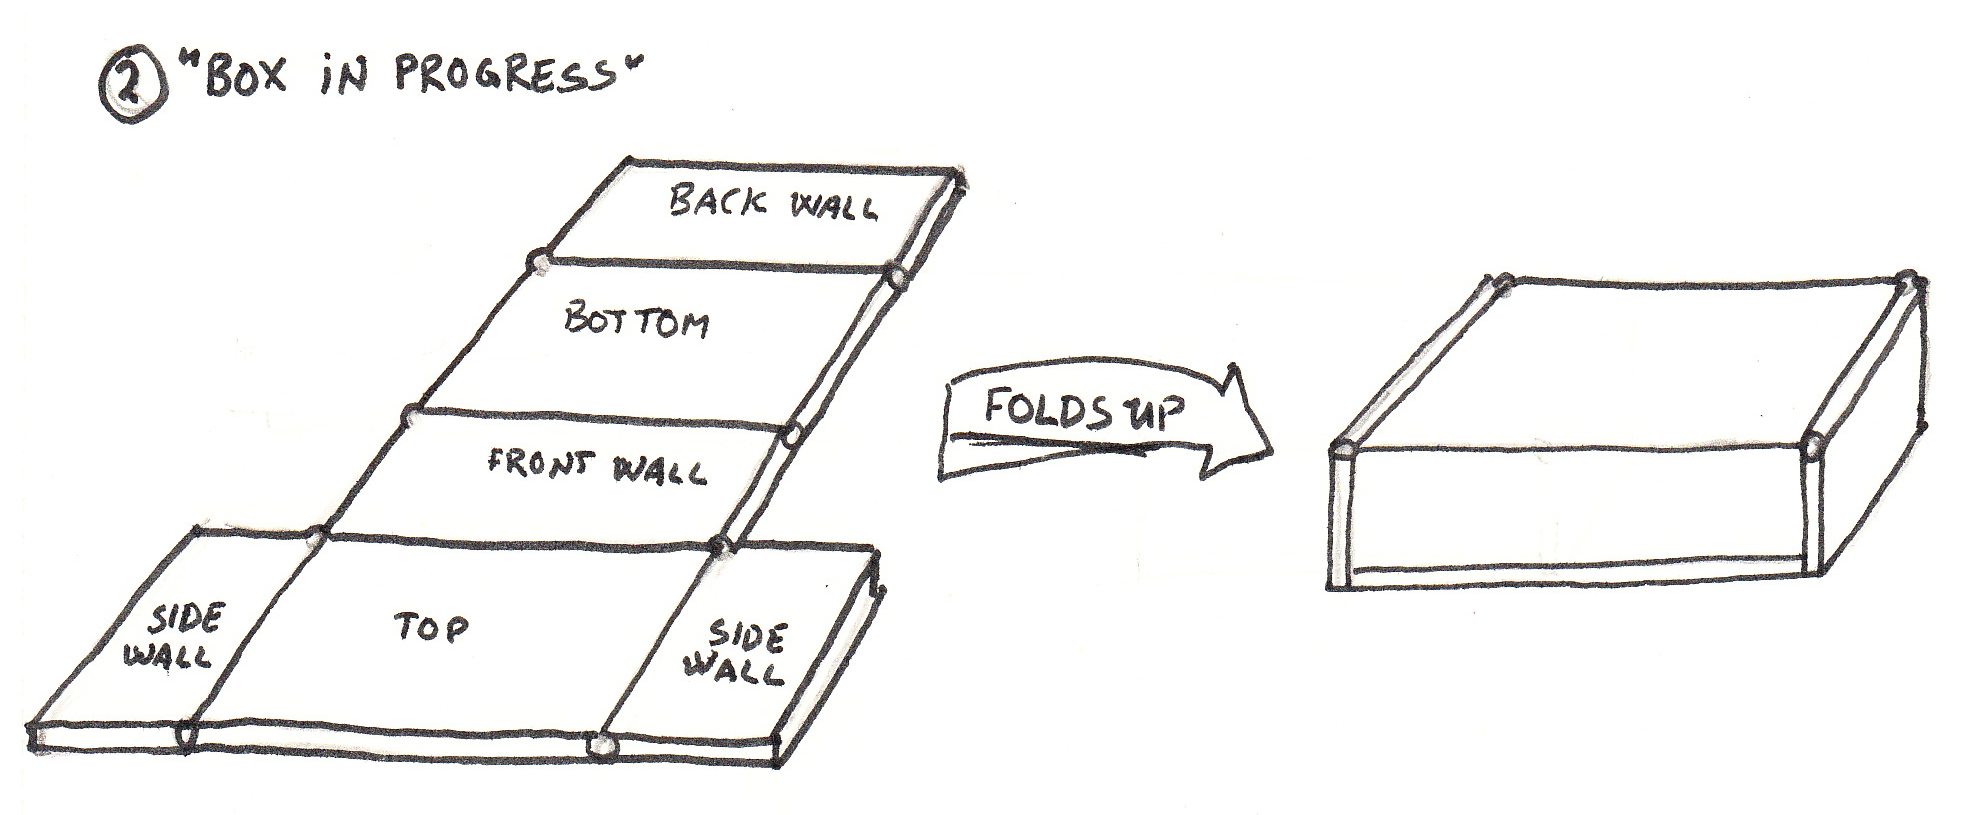 ② "BOX iN PROGRESS"
BACK WALL
BOTTOM
FRONT WALL
FOLDS UP
SIDE
WALL
TOP
SIDE
WALL